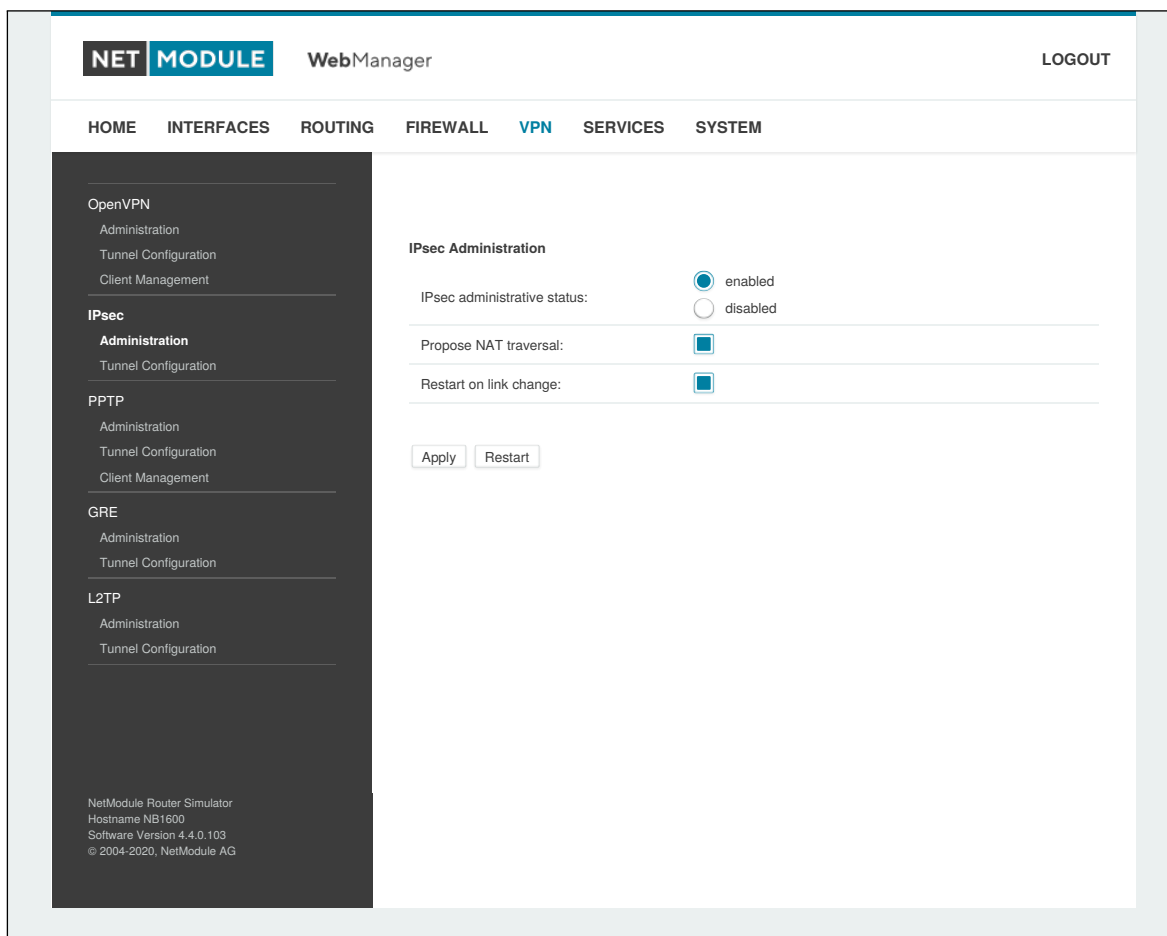 NET MODULE WebManager LOGOUT
HOME INTERFACES ROUTING FIREWALL VPN SERVICES SYSTEM
OpenVPN
Administration
Tunnel Configuration
Client Management
IPsec
Administration
Tunnel Configuration
PPTP
Administration
Tunnel Configuration
Client Management
GRE
Administration
Tunnel Configuration
L2TP
Administration
Tunnel Configuration
NetModule Router Simulator
Hostname NB1600
Software Version 4.4.0.103
© 2004-2020, NetModule AG
IPsec Administration
IPsec administrative status:
enabled
disabled
Propose NAT traversal:
Restart on link change:
Apply Restart